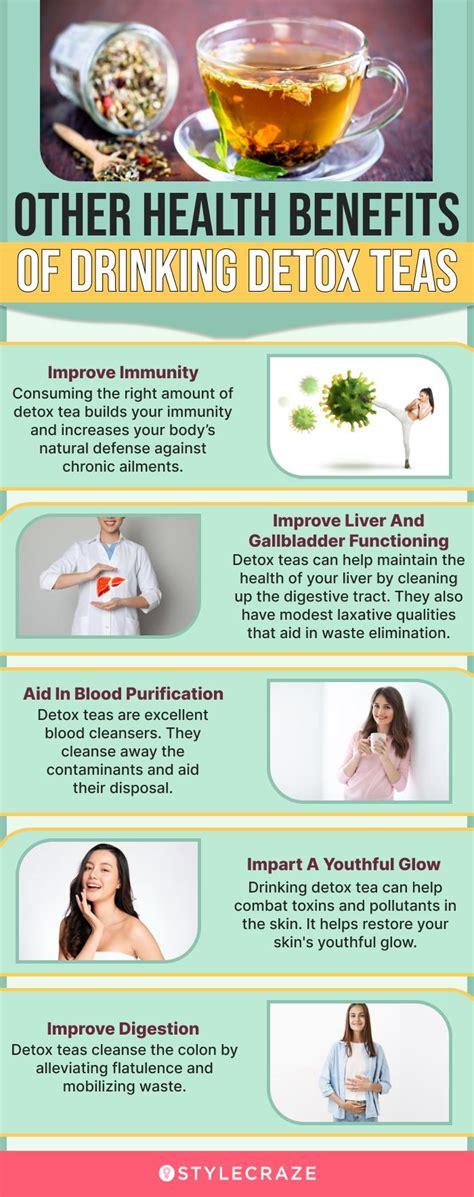 OTHER HEALTH BENEFITS
OF DRINKING DETOX TEAS
Improve Immunity
Consuming the right amount of
detox tea builds your immunity
and increases your body's
natural defense against
chronic ailments.
Improve Liver And
Gallbladder Functioning
Detox teas can help maintain the
health of your liver by cleaning
up the digestive tract. They also
have modest laxative qualities
that aid in waste elimination.
Aid In Blood Purification
Detox teas are excellent
blood cleansers. They
cleanse away the
contaminants and aid
their disposal.
Impart A Youthful Glow
Drinking detox tea can help
combat toxins and pollutants in
the skin. It helps restore your
skin's youthful glow.
Improve Digestion
Detox teas cleanse the colon by
alleviating flatulence and
mobilizing waste.
STYLECRAZE